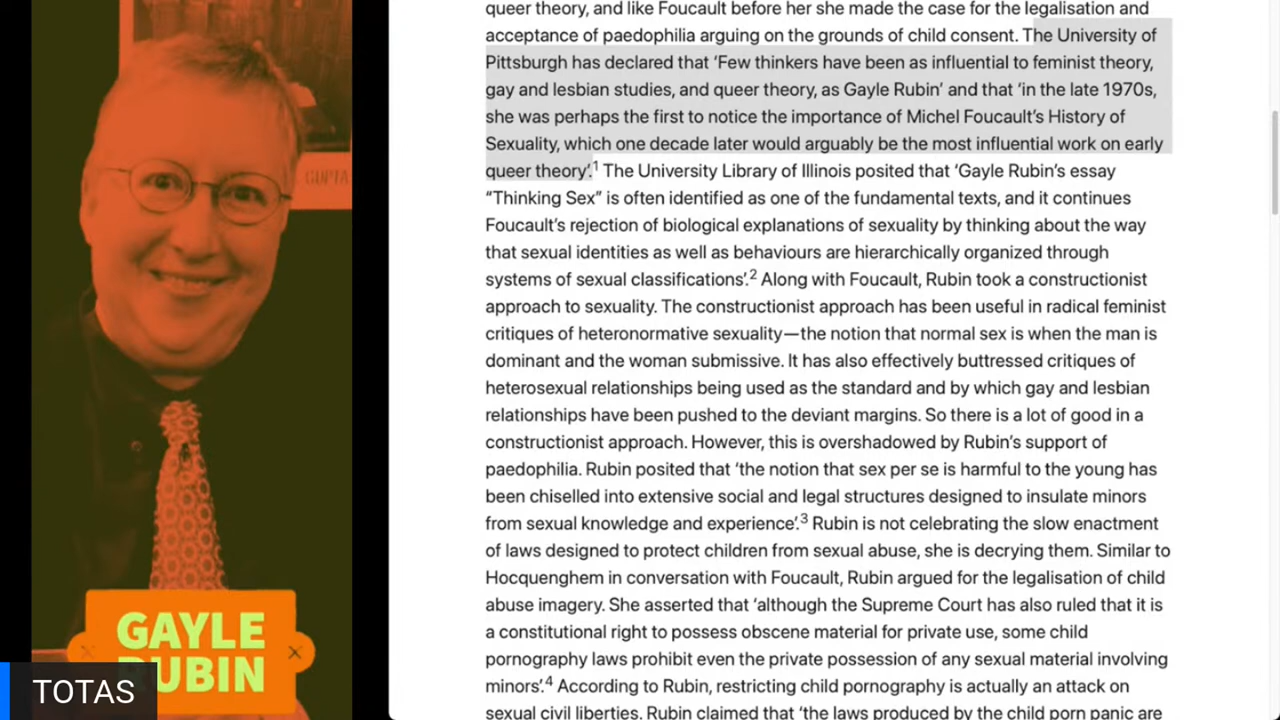 queer theory, and like Foucault before her she made the case for the legalisation and
acceptance of paedophilia arguing on the grounds of child consent. The University of
Pittsburgh has declared that ‘Few thinkers have been as influential to feminist theory,
gay and lesbian studies, and queer theory, as Gayle Rubin’ and that ‘in the late 1970s,
she was perhaps the first to notice the importance of Michel Foucault’s History of
Sexuality, which one decade later would arguably be the most influential work on early
queer theory’.1 The University Library of Illinois posited that ‘Gayle Rubin’s essay
“Thinking Sex” is often identified as one of the fundamental texts, and it continues
Foucault’s rejection of biological explanations of sexuality by thinking about the way
that sexual identities as well as behaviours are hierarchically organized through
systems of sexual classifications’.2 Along with Foucault, Rubin took a constructionist
approach to sexuality. The constructionist approach has been useful in radical feminist
critiques of heteronormative sexuality—the notion that normal sex is when the man is
dominant and the woman submissive. It has also effectively buttressed critiques of
heterosexual relationships being used as the standard and by which gay and lesbian
relationships have been pushed to the deviant margins. So there is a lot of good in a
constructionist approach. However, this is overshadowed by Rubin’s support of
paedophilia. Rubin posited that ‘the notion that sex per se is harmful to the young has
been chiselled into extensive social and legal structures designed to insulate minors
from sexual knowledge and experience’.3 Rubin is not celebrating the slow enactment
of laws designed to protect children from sexual abuse, she is decrying them. Similar to
Hocquenghem in conversation with Foucault, Rubin argued for the legalisation of child
abuse imagery. She asserted that ‘although the Supreme Court has also ruled that it is
a constitutional right to possess obscene material for private use, some child
pornography laws prohibit even the private possession of any sexual material involving
minors’.4 According to Rubin, restricting child pornography is actually an attack on
sexual civil liberties. Rubin claimed that ‘the laws produced by the child porn panic are
GUPTA
GAYLE
RUBIN
TOTAS